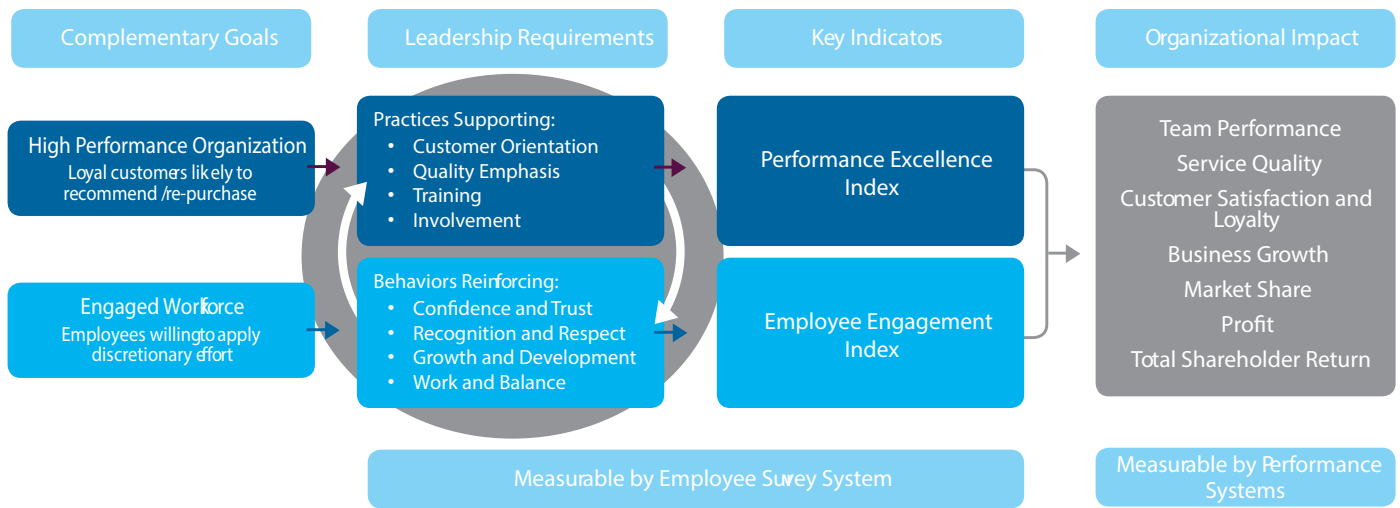 Complementary Goals
Leadership Requirements
Key Indicators
Organizational Impact
High Performance Organization
Loyal customers likely to
recommend /re-purchase
Practices Supporting:
• Customer Orientation
• Quality Emphasis
• Training
• Involvement
Performance Excellence
Index
Engaged Workforce
Employees willing to apply
discretionary effort
Behaviors Reinforcing:
• Confidence and Trust
• Recognition and Respect
• Growth and Development
• Work and Balance
Employee Engagement
Index
Team Performance
Service Quality
Customer Satisfaction and
Loyalty
Business Growth
Market Share
Profit
Total Shareholder Return
Measurable by Employee Survey System
Measurable by Performance
Systems